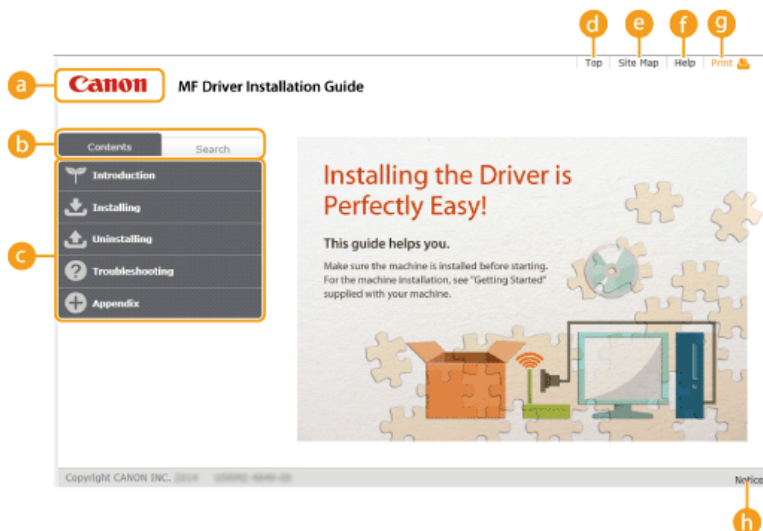 d e f g
Top Site Map Help Print
a Canon MF Driver Installation Guide
b Contents Search
Introduction
Installing
Uninstalling
c
Troubleshooting
Appendix
Installing the Driver is
Perfectly Easy!
This guide helps you.
Make sure the machine is installed before starting.
For the machine installation, see "Getting Started"
supplied with your machine.
Copyright CANON INC.
Notice
h